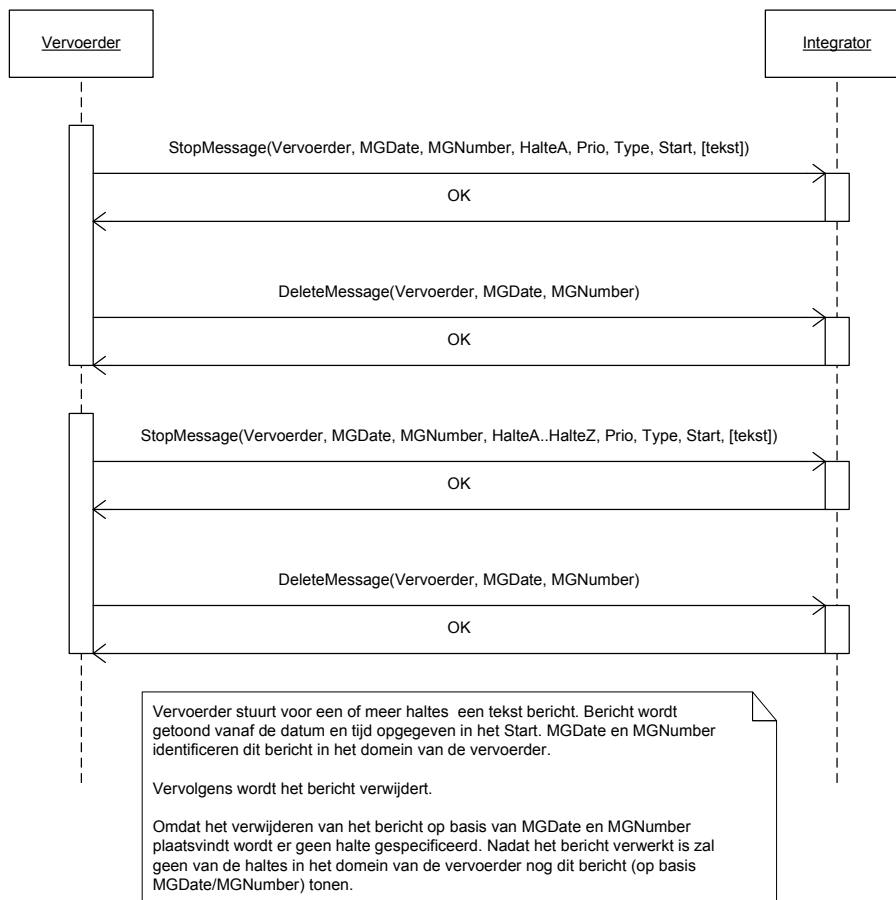 Vervoerder
Integrator
StopMessage(Vervoerder, MGDate, MGNumber, HalteA, Prio, Type, Start, [tekst])
OK
DeleteMessage(Vervoerder, MGDate, MGNumber)
OK
StopMessage(Vervoerder, MGDate, MGNumber, HalteA..HalteZ, Prio, Type, Start, [tekst])
OK
DeleteMessage(Vervoerder, MGDate, MGNumber)
OK
Vervoerder stuurt voor een of meer haltes een tekst bericht. Bericht wordt
getoond vanaf de datum en tijd opgegeven in het Start. MGDate en MGNumber
identificeren dit bericht in het domein van de vervoerder.
Vervolgens wordt het bericht verwijdert.
Omdat het verwijderen van het bericht op basis van MGDate en MGNumber
plaatsvindt wordt er geen halte gespecificeerd. Nadat het bericht verwerkt is zal
geen van de haltes in het domein van de vervoerder nog dit bericht (op basis
MGDate/MGNumber) tonen.